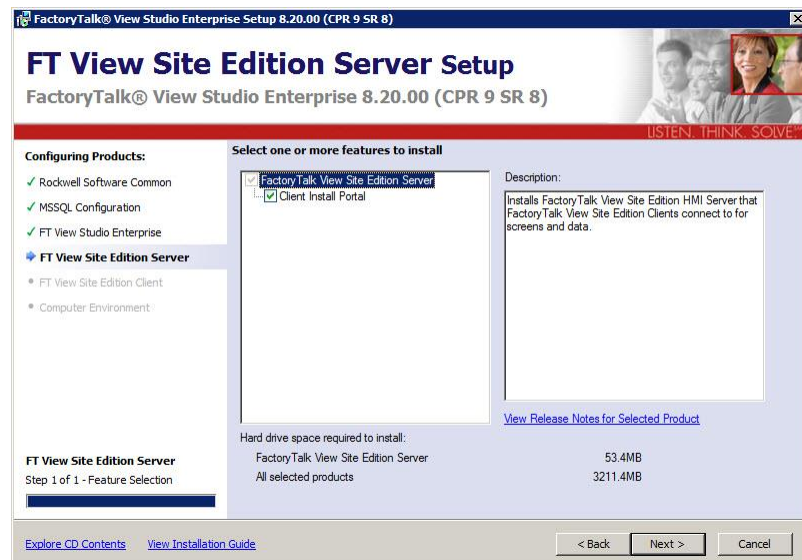 FactoryTalk® View Studio Enterprise Setup 8.20.00 (CPR 9 SR 8)
FT View Site Edition Server Setup
FactoryTalk® View Studio Enterprise 8.20.00 (CPR 9 SR 8)
LISTEN. THINK. SOLVE.
Configuring Products:
✓ Rockwell Software Common
✓ MSSQL Configuration
✓ FT View Studio Enterprise
FT View Site Edition Server
• FT View Site Edition Client
• Computer Environment
FT View Site Edition Server
Step 1 of 1 - Feature Selection
Select one or more features to install
FactoryTalk View Site Edition Server
Client Install Portal
Description:
Installs FactoryTalk View Site Edition HMI Server that
FactoryTalk View Site Edition Clients connect to for
screens and data.
View Release Notes for Selected Product
Hard drive space required to install:
FactoryTalk View Site Edition Server 53.4MB
All selected products 3211.4MB
Explore CD Contents View Installation Guide
< Back Next > Cancel